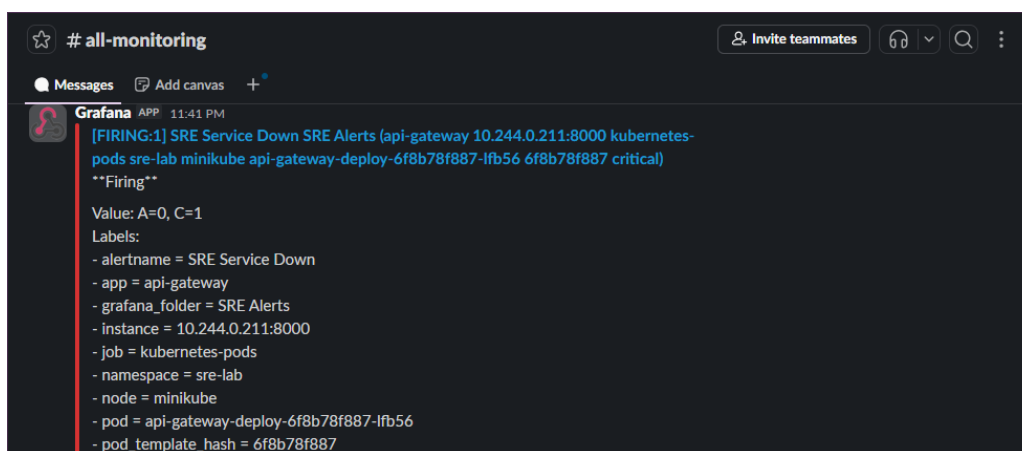 # all-monitoring
Invite teammates
Messages
Add canvas
Grafana APP 11:41 PM
[FIRING:1] SRE Service Down SRE Alerts (api-gateway 10.244.0.211:8000 kubernetes-
pods sre-lab minikube api-gateway-deploy-6f8b78f887-lfb56 6f8b78f887 critical)
**Firing**
Value: A=0, C=1
Labels:
- alertname = SRE Service Down
- app = api-gateway
- grafana_folder = SRE Alerts
- instance = 10.244.0.211:8000
- job = kubernetes-pods
- namespace = sre-lab
- node = minikube
- pod = api-gateway-deploy-6f8b78f887-lfb56
- pod_template_hash = 6f8b78f887